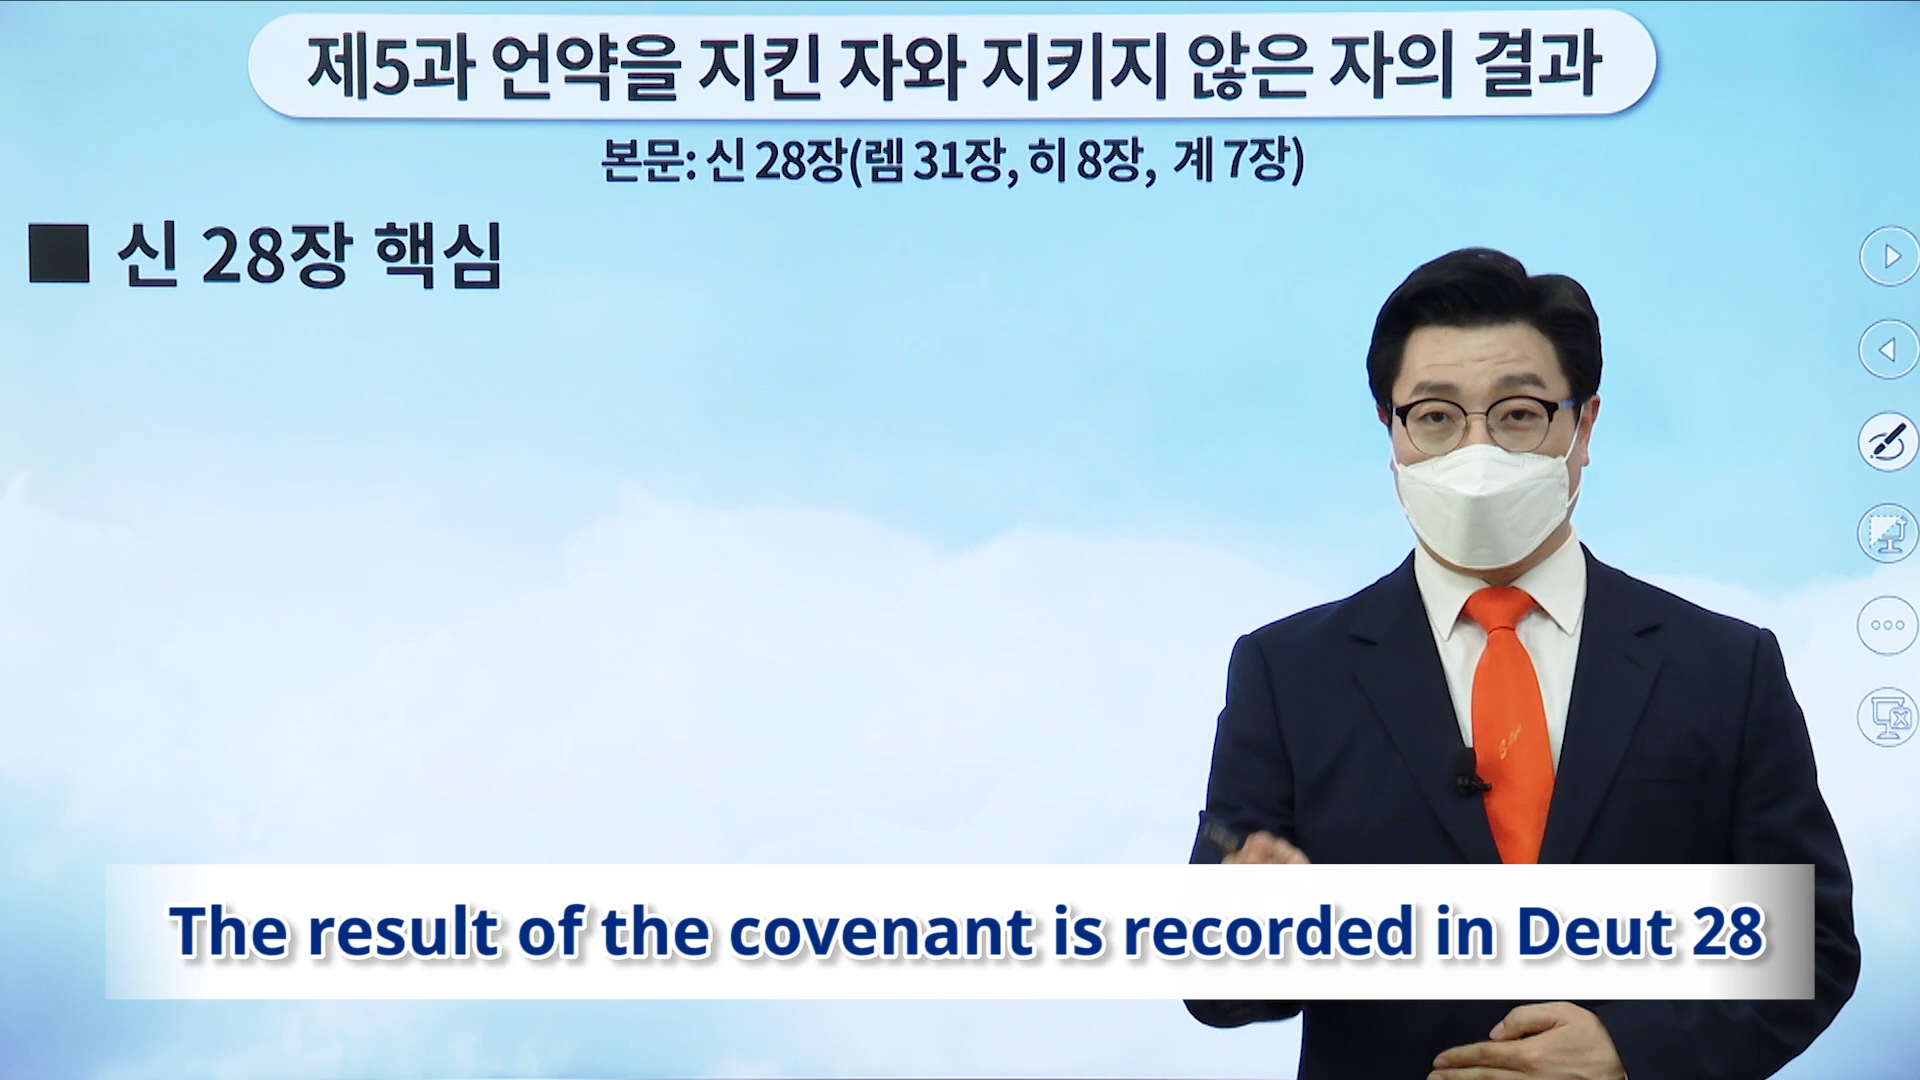 제5과 언약을 지킨 자와 지키지 않은 자의 결과
본문: 신 28장(렘 31장, 히 8장, 계 7장)
■ 신 28장 핵심
The result of the covenant is recorded in Deut 28